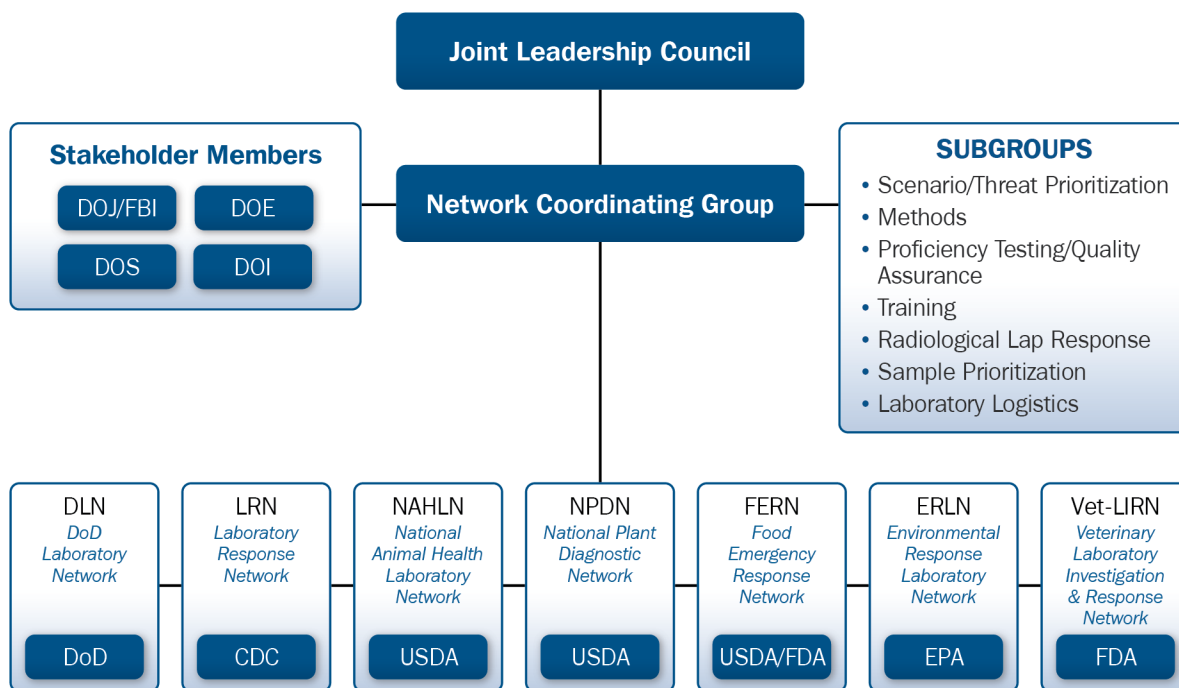 Joint Leadership Council
Stakeholder Members
DOJ/FBI
DOE
DOS
DOI
Network Coordinating Group
SUBGROUPS
• Scenario/Threat Prioritization
• Methods
• Proficiency Testing/Quality
Assurance
• Training
• Radiological Lap Response
• Sample Prioritization
• Laboratory Logistics
DLN
DoD
Laboratory
Network
DoD
LRN
Laboratory
Response
Network
CDC
NAHLN
National
Animal Health
Laboratory
Network
USDA
NPDN
National Plant
Diagnostic
Network
USDA
FERN
Food
Emergency
Response
Network
USDA/FDA
ERLN
Environmental
Response
Laboratory
Network
EPA
Vet-LIRN
Veterinary
Laboratory
Investigation
& Response
Network
FDA